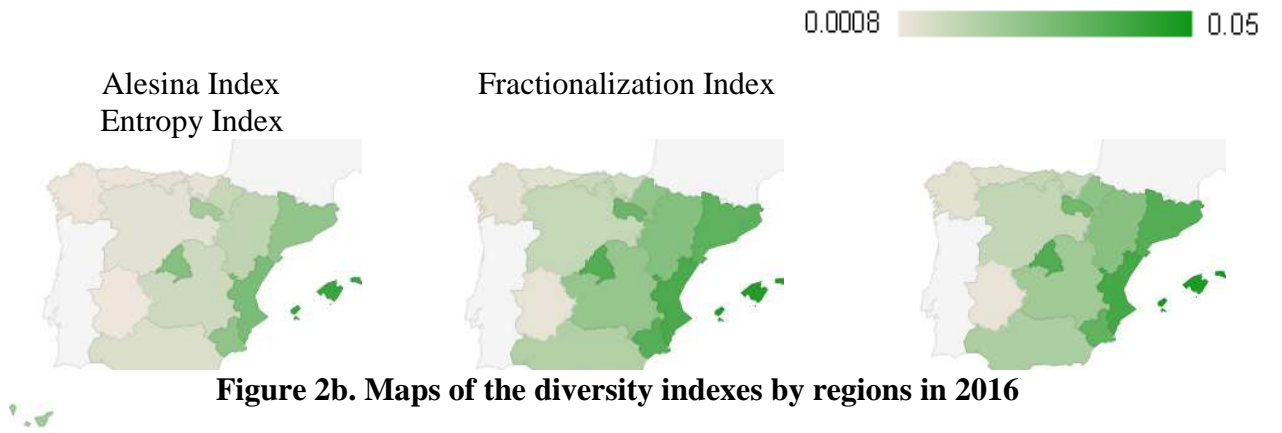 0.0008 0.05
Alesina Index Fractionalization Index
Entropy Index
Figure 2b. Maps of the diversity indexes by regions in 2016